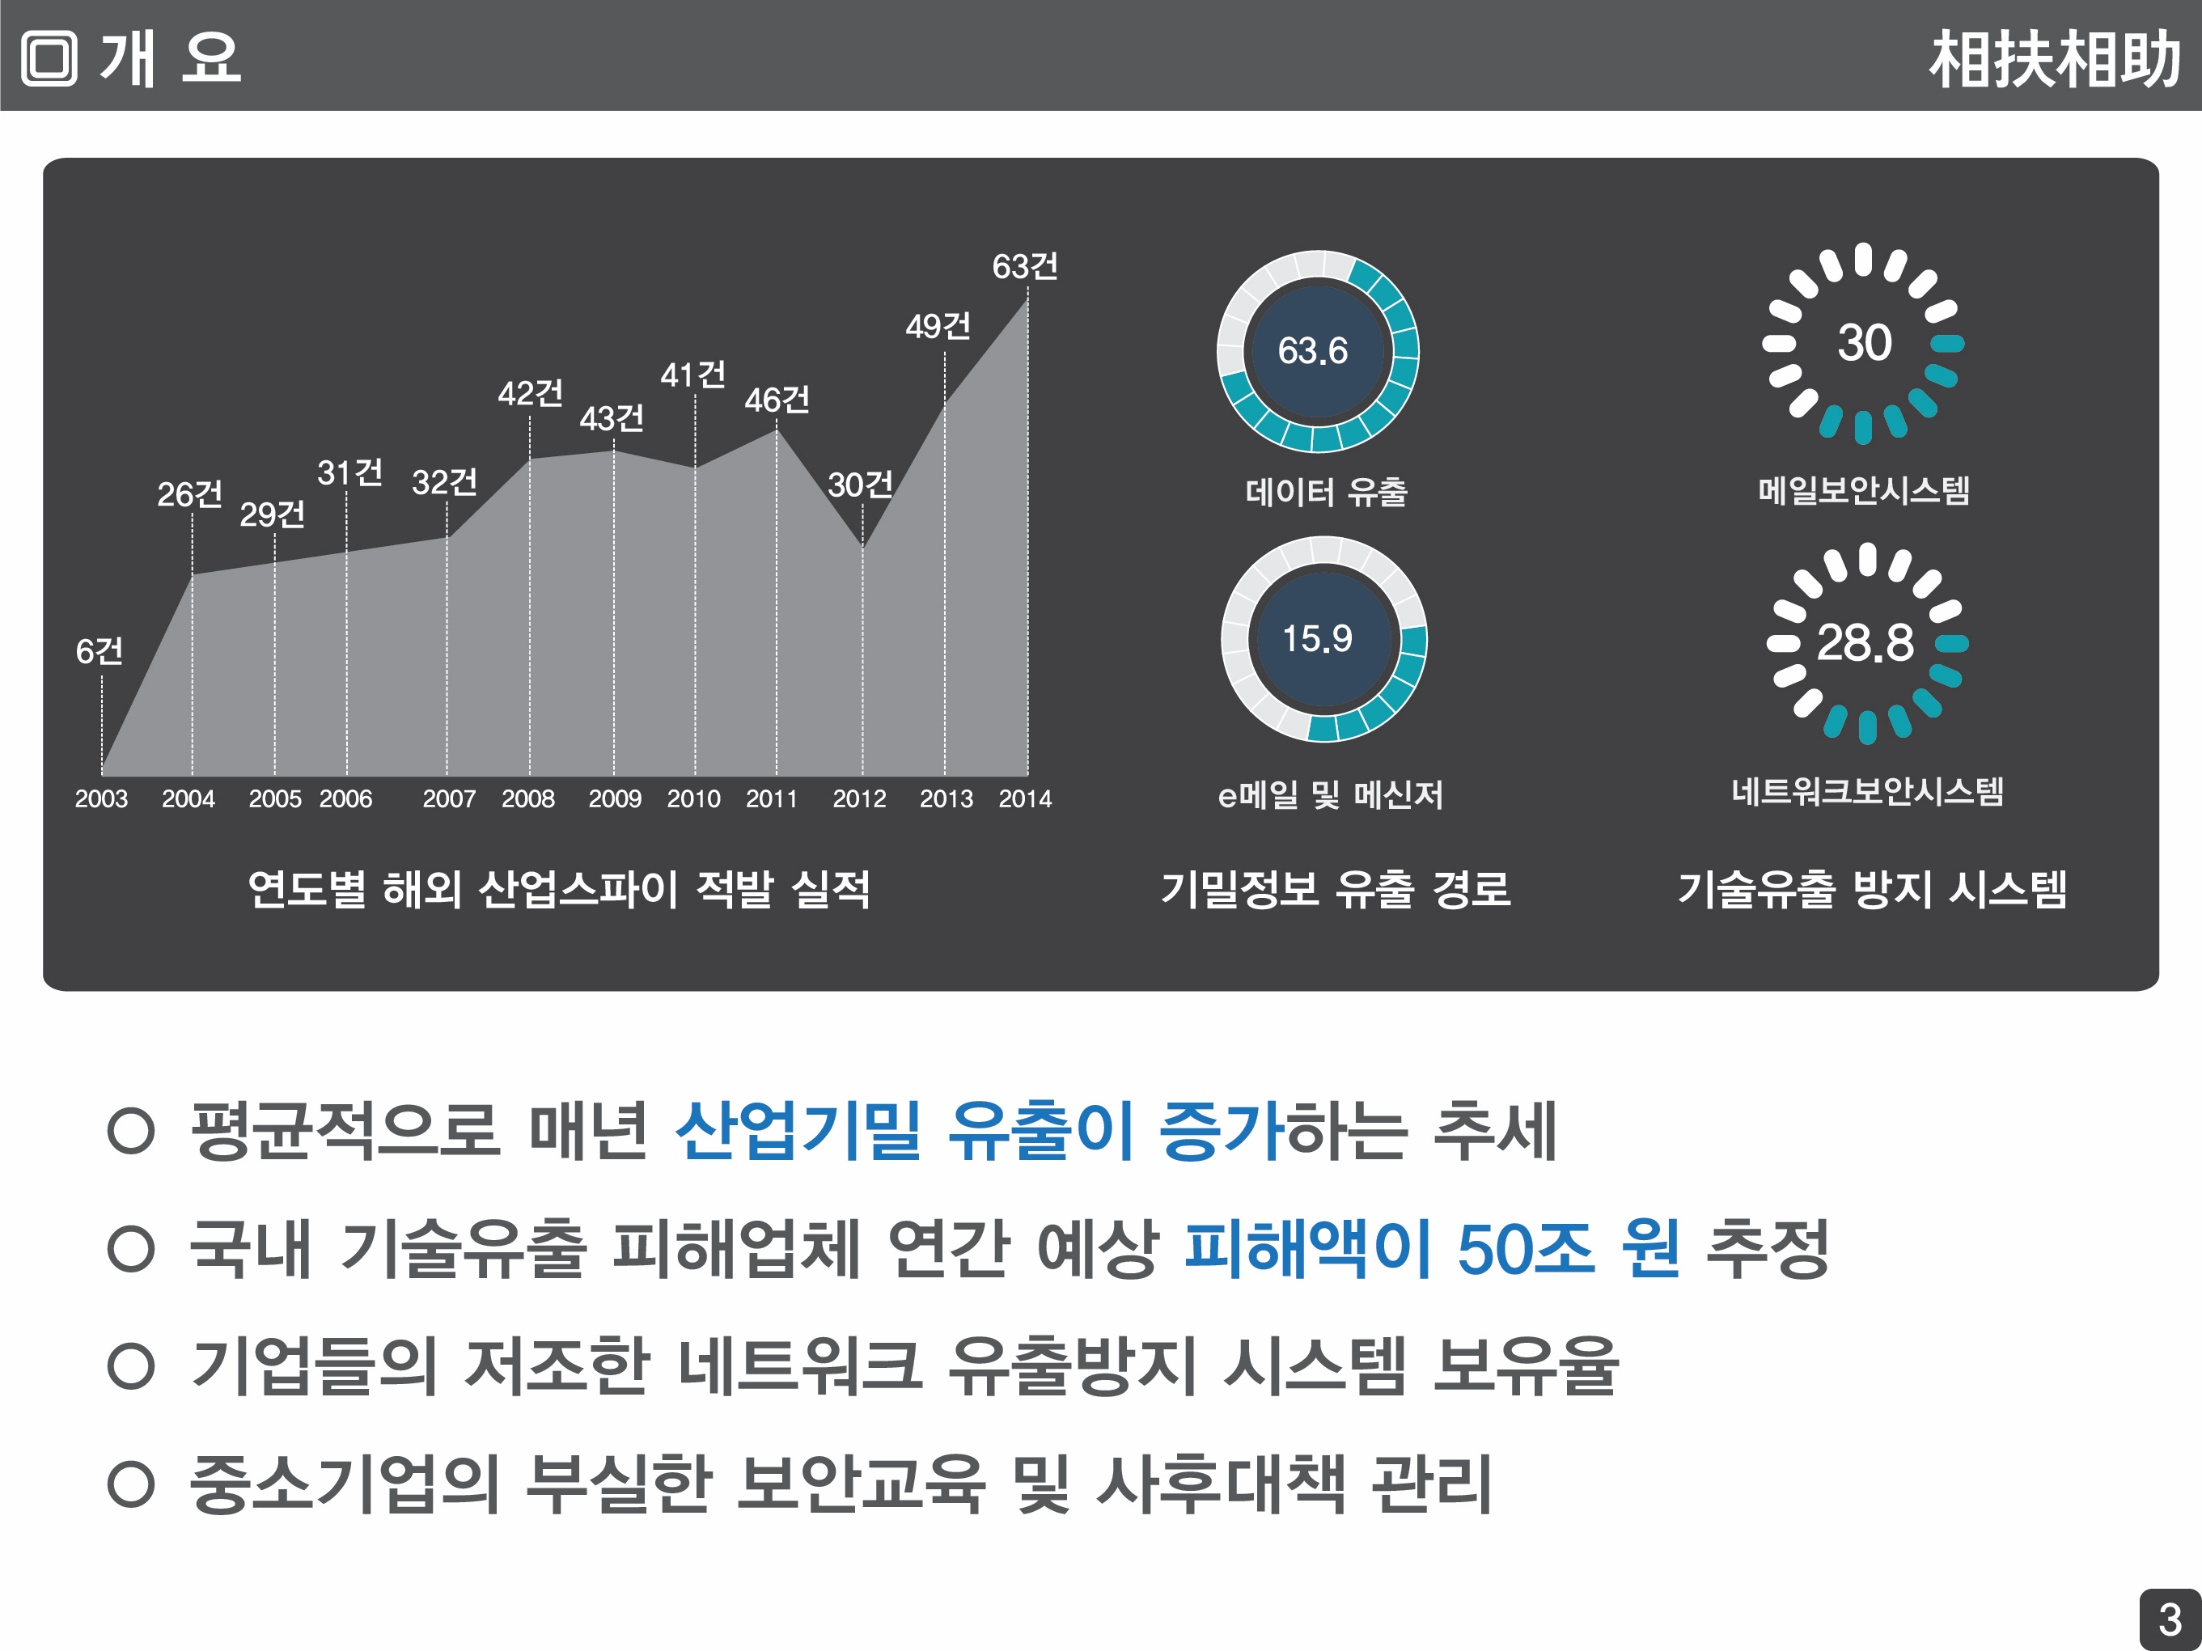 개 요
相扶相助
6건
26건
29건
31건
32건
42건
43건
41건
46건
30건
49건
63건
2003 2004 2005 2006 2007 2008 2009 2010 2011 2012 2013 2014
연도별 해외 산업스파이 적발 실적
63.6
데이터 유출
15.9
e메일 및 메신저
기밀정보 유출 경로
30
메일보안시스템
28.8
네트워크보안시스템
기술유출 방지 시스템
평균적으로 매년 산업기밀 유출이 증가하는 추세
국내 기술유출 피해업체 연간 예상 피해액이 50조 원 추정
기업들의 저조한 네트워크 유출방지 시스템 보유율
중소기업의 부실한 보안교육 및 사후대책 관리
3